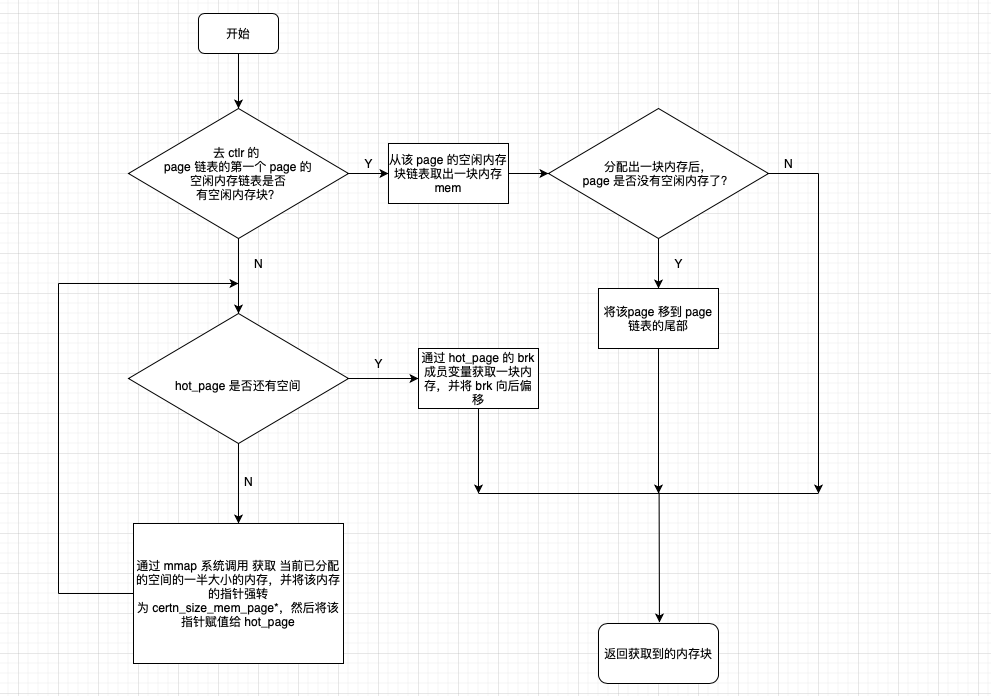 开始
去 ctlr 的
page 链表的第一个 page 的
空闲内存链表是否
有空闲内存块?
Y
从该 page 的空闲内存
块链表取出一块内存
mem
分配出一块内存后，
page 是否没有空闲内存了?
N
N
Y
将该page 移到 page
链表的尾部
hot_page 是否还有空间
Y
通过 hot_page 的 brk
成员变量获取一块内
存，并将 brk 向后偏
移
N
通过 mmap 系统调用 获取 当前已分配
的空间的一半大小的内存，并将该内存
的指针强转
为 certn_size_mem_page*，然后将该
指针赋值给 hot_page
返回获取到的内存块